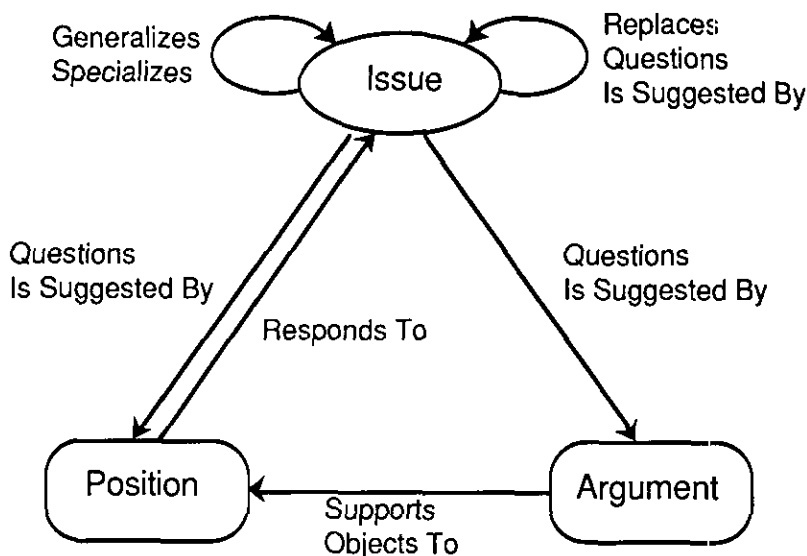 Generalizes
Specializes
Issue
Replaces
Questions
Is Suggested By
Questions
Is Suggested By
Responds To
Questions
Is Suggested By
Position
Argument
Supports
Objects To